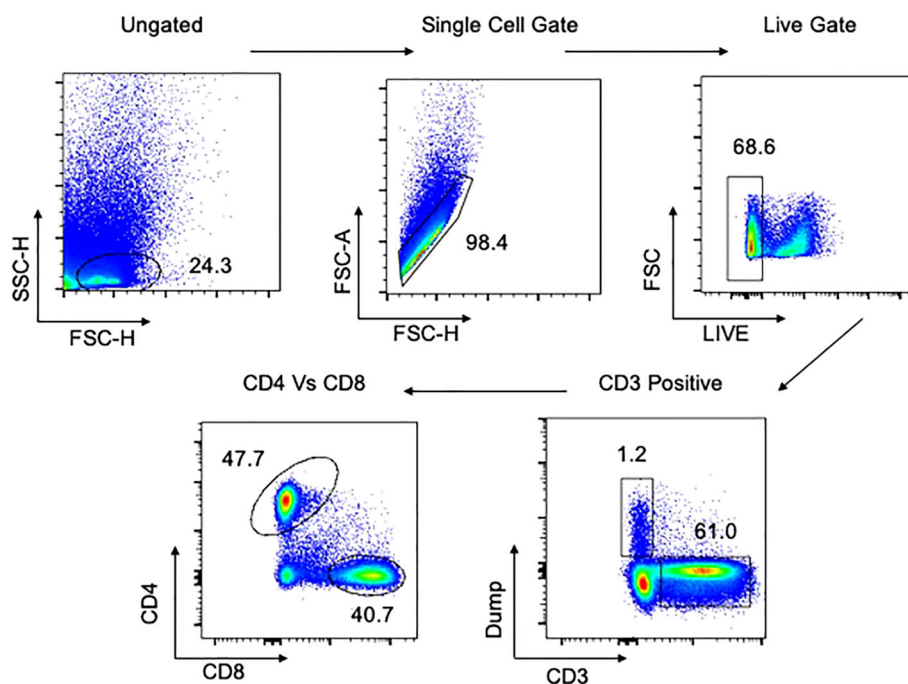 Ungated
Single Cell Gate
Live Gate
SSC-H
24.3
FSC-H
FSC-A
98.4
FSC-H
FSC
68.6
LIVE
CD4 Vs CD8
CD3 Positive
CD4
47.7
40.7
CD8
Dump
1.2
61.0
CD3